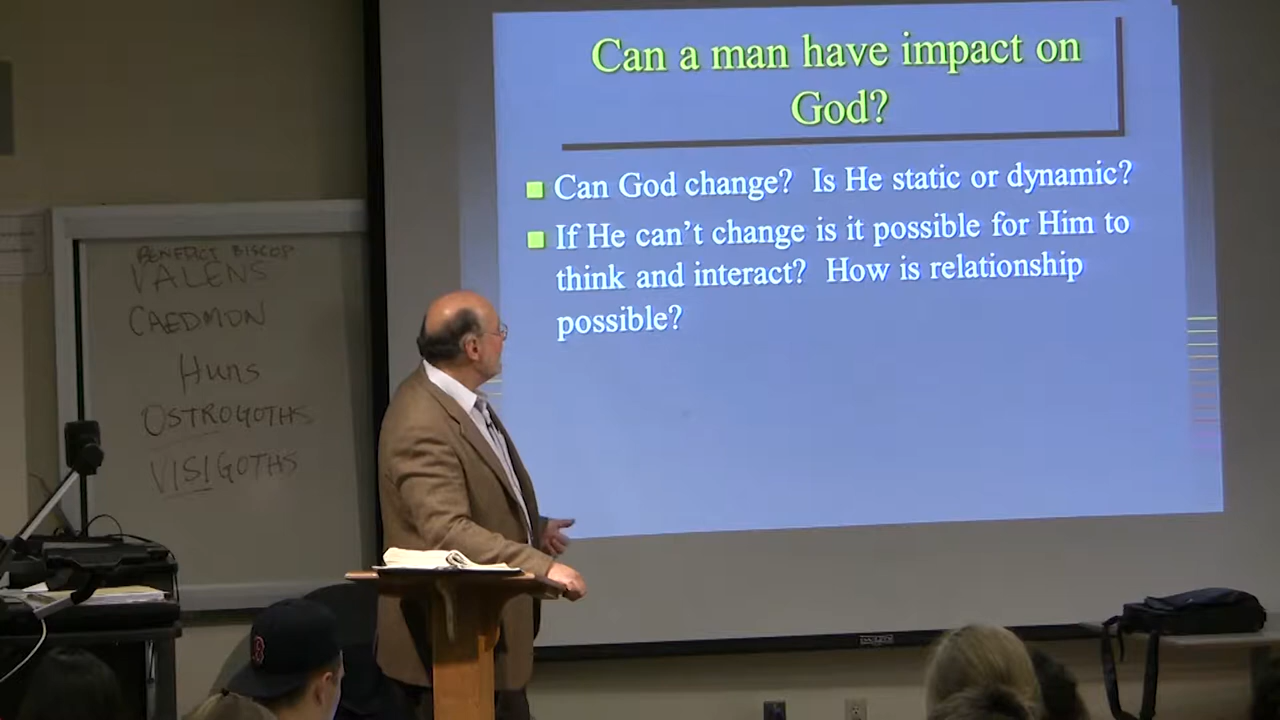 Can a man have impact on
God?
Can God change? Is He static or dynamic?
If He can't change is it possible for Him to
think and interact? How is relationship
possible?
BENEDICT BISCOP
VALENS
CAEDMON
Huns
OSTROGOTHS
VISIGOTHS
B